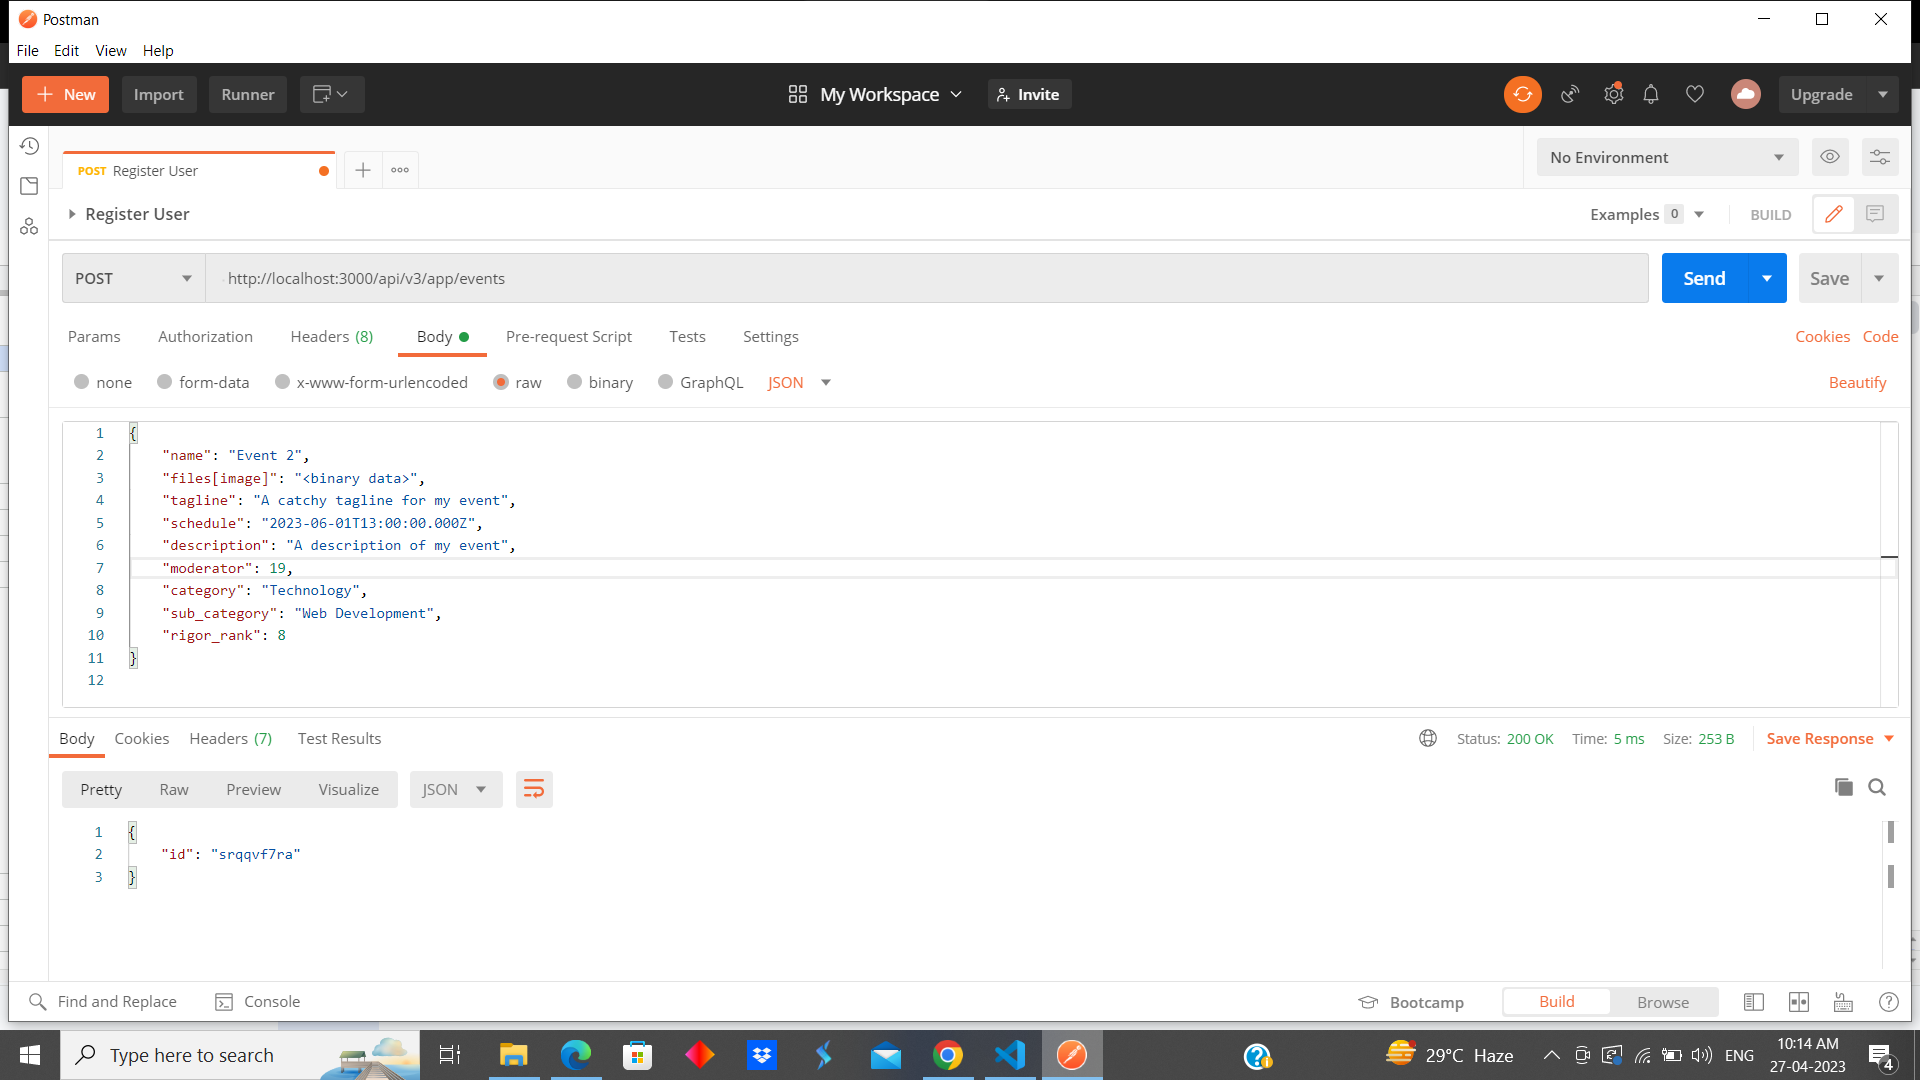 Postman
File Edit View Help
New Import Runner My Workspace Invite Upgrade
POST Register User No Environment
Register User Examples 0 BUILD
POST http://localhost:3000/api/v3/app/events Send Save
Params Authorization Headers (8) Body Pre-request Script Tests Settings Cookies Code
none form-data x-www-form-urlencoded raw binary GraphQL JSON Beautify
1 {
2 "name": "Event 2",
3 "files[image]": "<binary data>",
4 "tagline": "A catchy tagline for my event",
5 "schedule": "2023-06-01T13:00:00.000Z",
6 "description": "A description of my event",
7 "moderator": 19,
8 "category": "Technology",
9 "sub_category": "Web Development",
10 "rigor_rank": 8
11 }
12
Body Cookies Headers (7) Test Results Status: 200 OK Time: 5 ms Size: 253 B Save Response
Pretty Raw Preview Visualize JSON
1 {
2 "id": "srqqvf7ra"
3 }
Find and Replace Console Bootcamp Build Browse
Type here to search 29°C Haze ENG 10:14 AM
27-04-2023 4